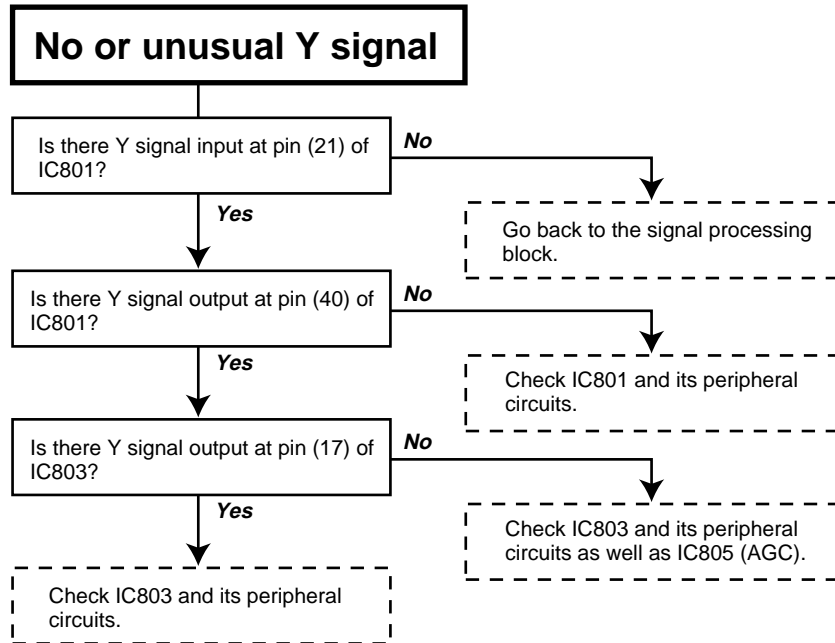 No or unusual Y signal
Is there Y signal input at pin (21) of
IC801?
No
Yes
Go back to the signal processing
block.
Is there Y signal output at pin (40) of
IC801?
No
Yes
Check IC801 and its peripheral
circuits.
Is there Y signal output at pin (17) of
IC803?
No
Yes
Check IC803 and its peripheral
circuits as well as IC805 (AGC).
Check IC803 and its peripheral
circuits.